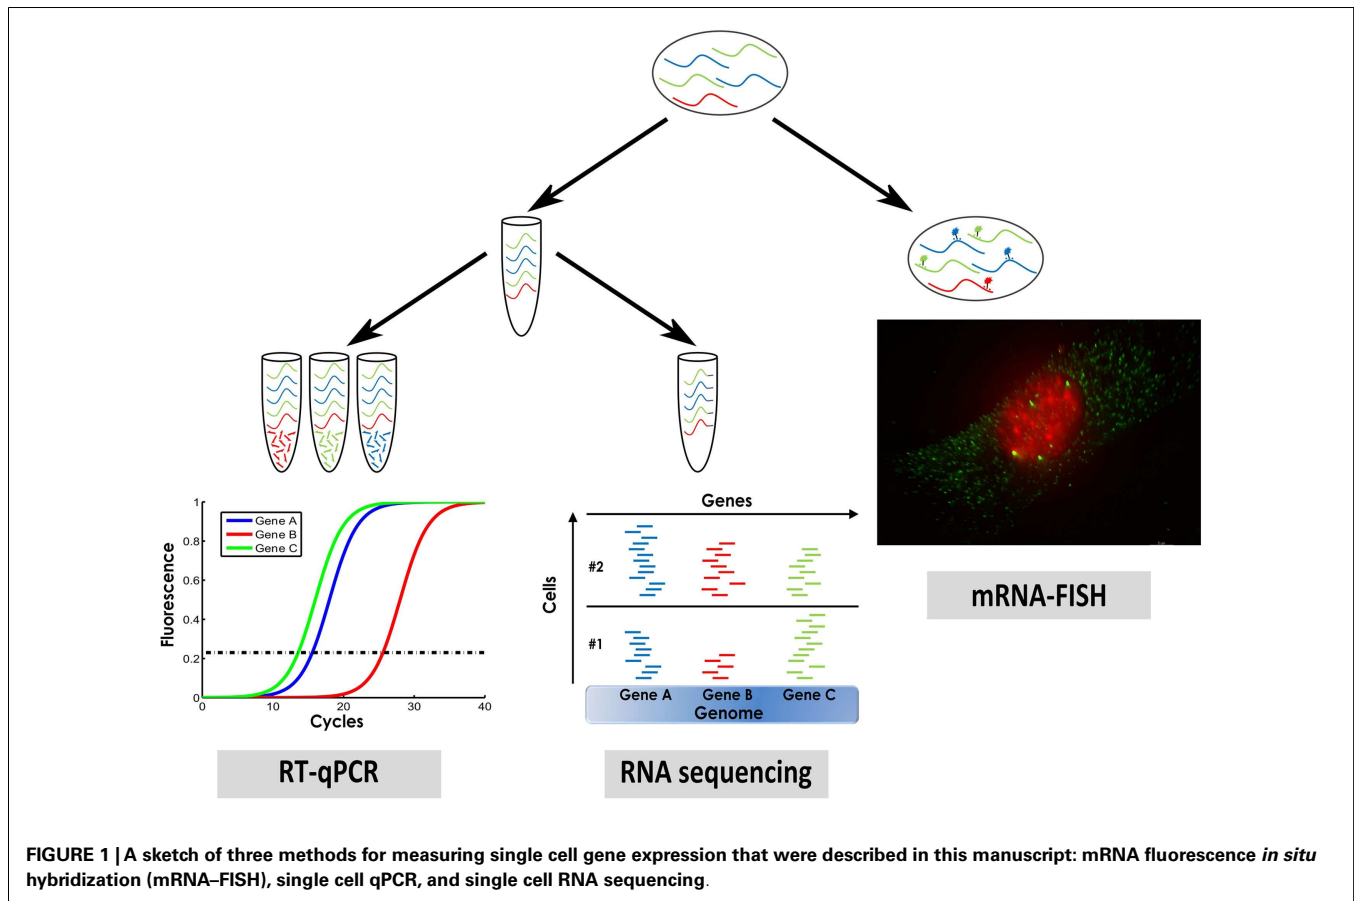 1
0.8
0.6
0.4
0.2
0
Fluorescence
Gene A
Gene B
Gene C
0 10 20 30 40
Cycles
RT-qPCR
Genes
Cells
#2
#1
Gene A Gene B Gene C
Genome
RNA sequencing
mRNA-FISH
FIGURE 1 | A sketch of three methods for measuring single cell gene expression that were described in this manuscript: mRNA fluorescence in situ
hybridization (mRNA–FISH), single cell qPCR, and single cell RNA sequencing.